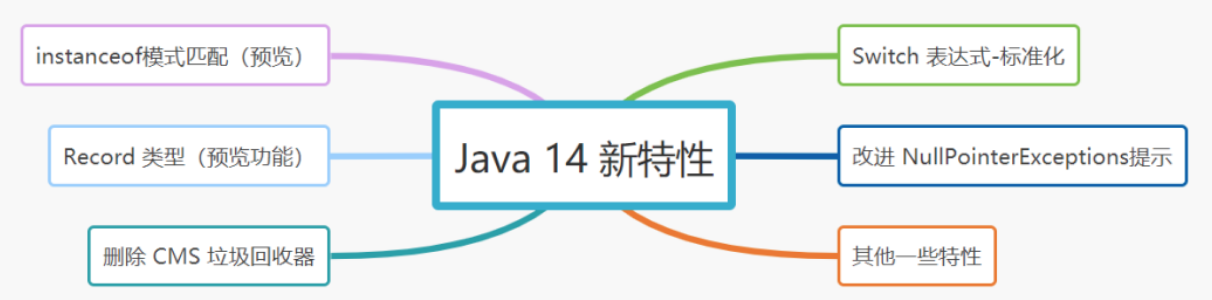 instanceof模式匹配（预览）
Record 类型（预览功能）
删除 CMS 垃圾回收器
Java 14 新特性
Switch 表达式-标准化
改进 NullPointerExceptions提示
其他一些特性